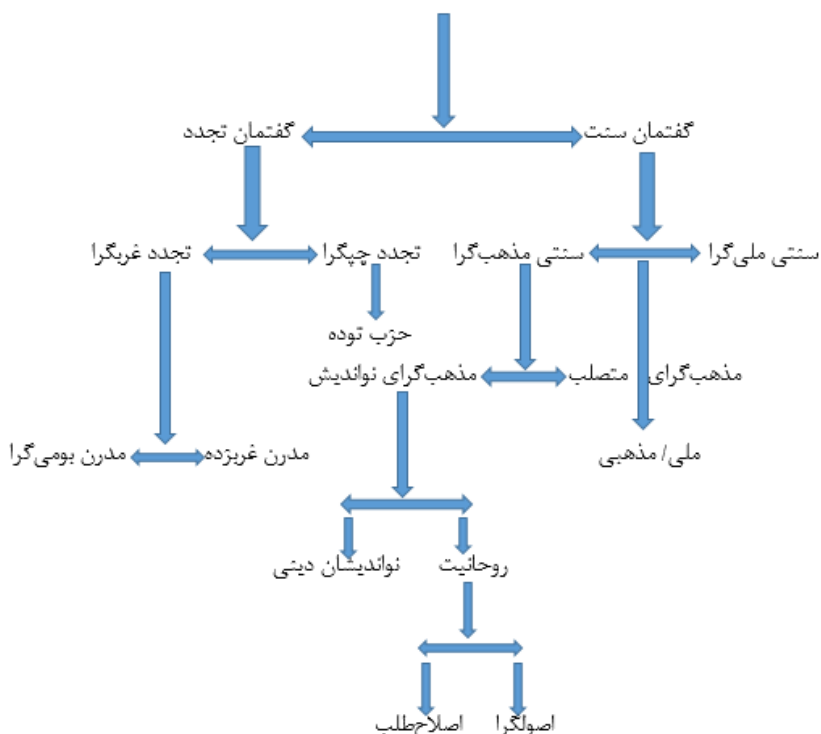 گفتمان سنت
گفتمان تجدد
سنتی ملی‌گرا
سنتی مذهب‌گرا
تجدد چپگرا
تجدد غربگرا
حزب توده
مذهب‌گرای متصلب
مذهب‌گرای نواندیش
ملی/ مذهبی
مدرن غربزده
مدرن بومی‌گرا
روحانیت
نواندیشان دینی
اصولگرا
اصلاح‌طلب